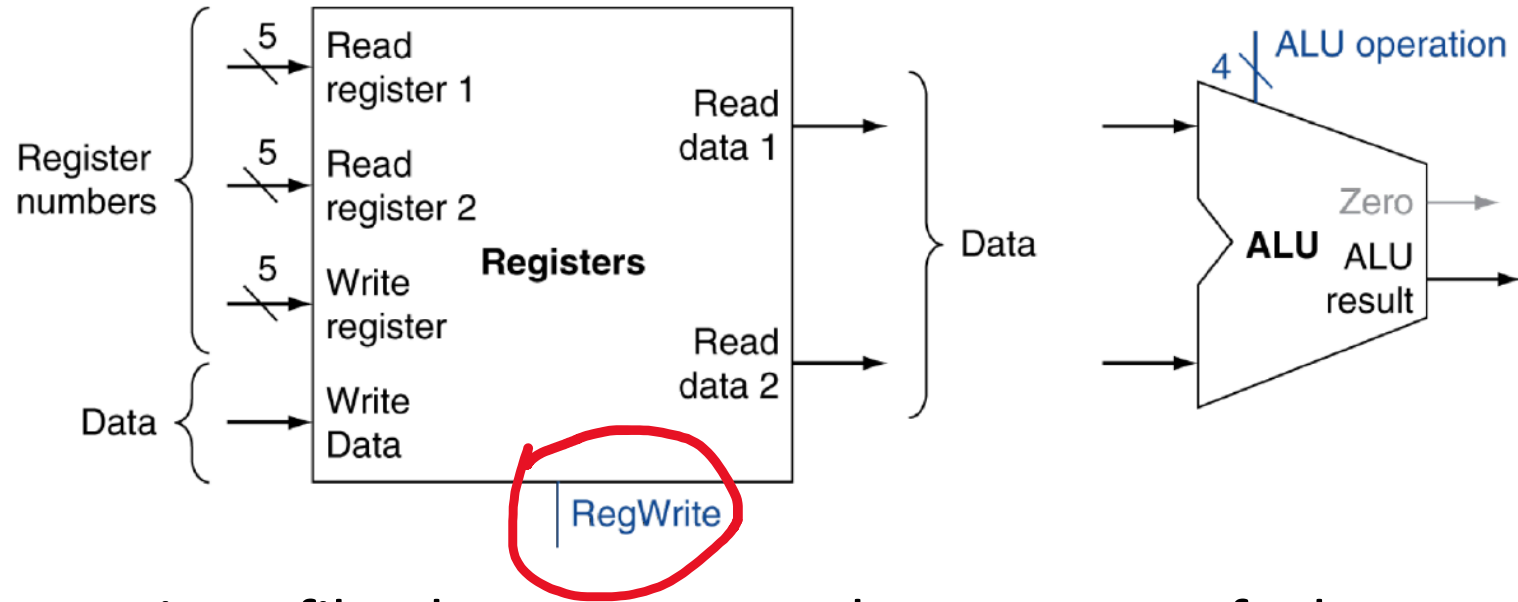 5
Read
register 1
5
Read
register 2
5
Write
register
Write
Data
Register
numbers
Data
Registers
Read
data 1
Read
data 2
RegWrite
Data
4
ALU operation
Zero
ALU
ALU
result